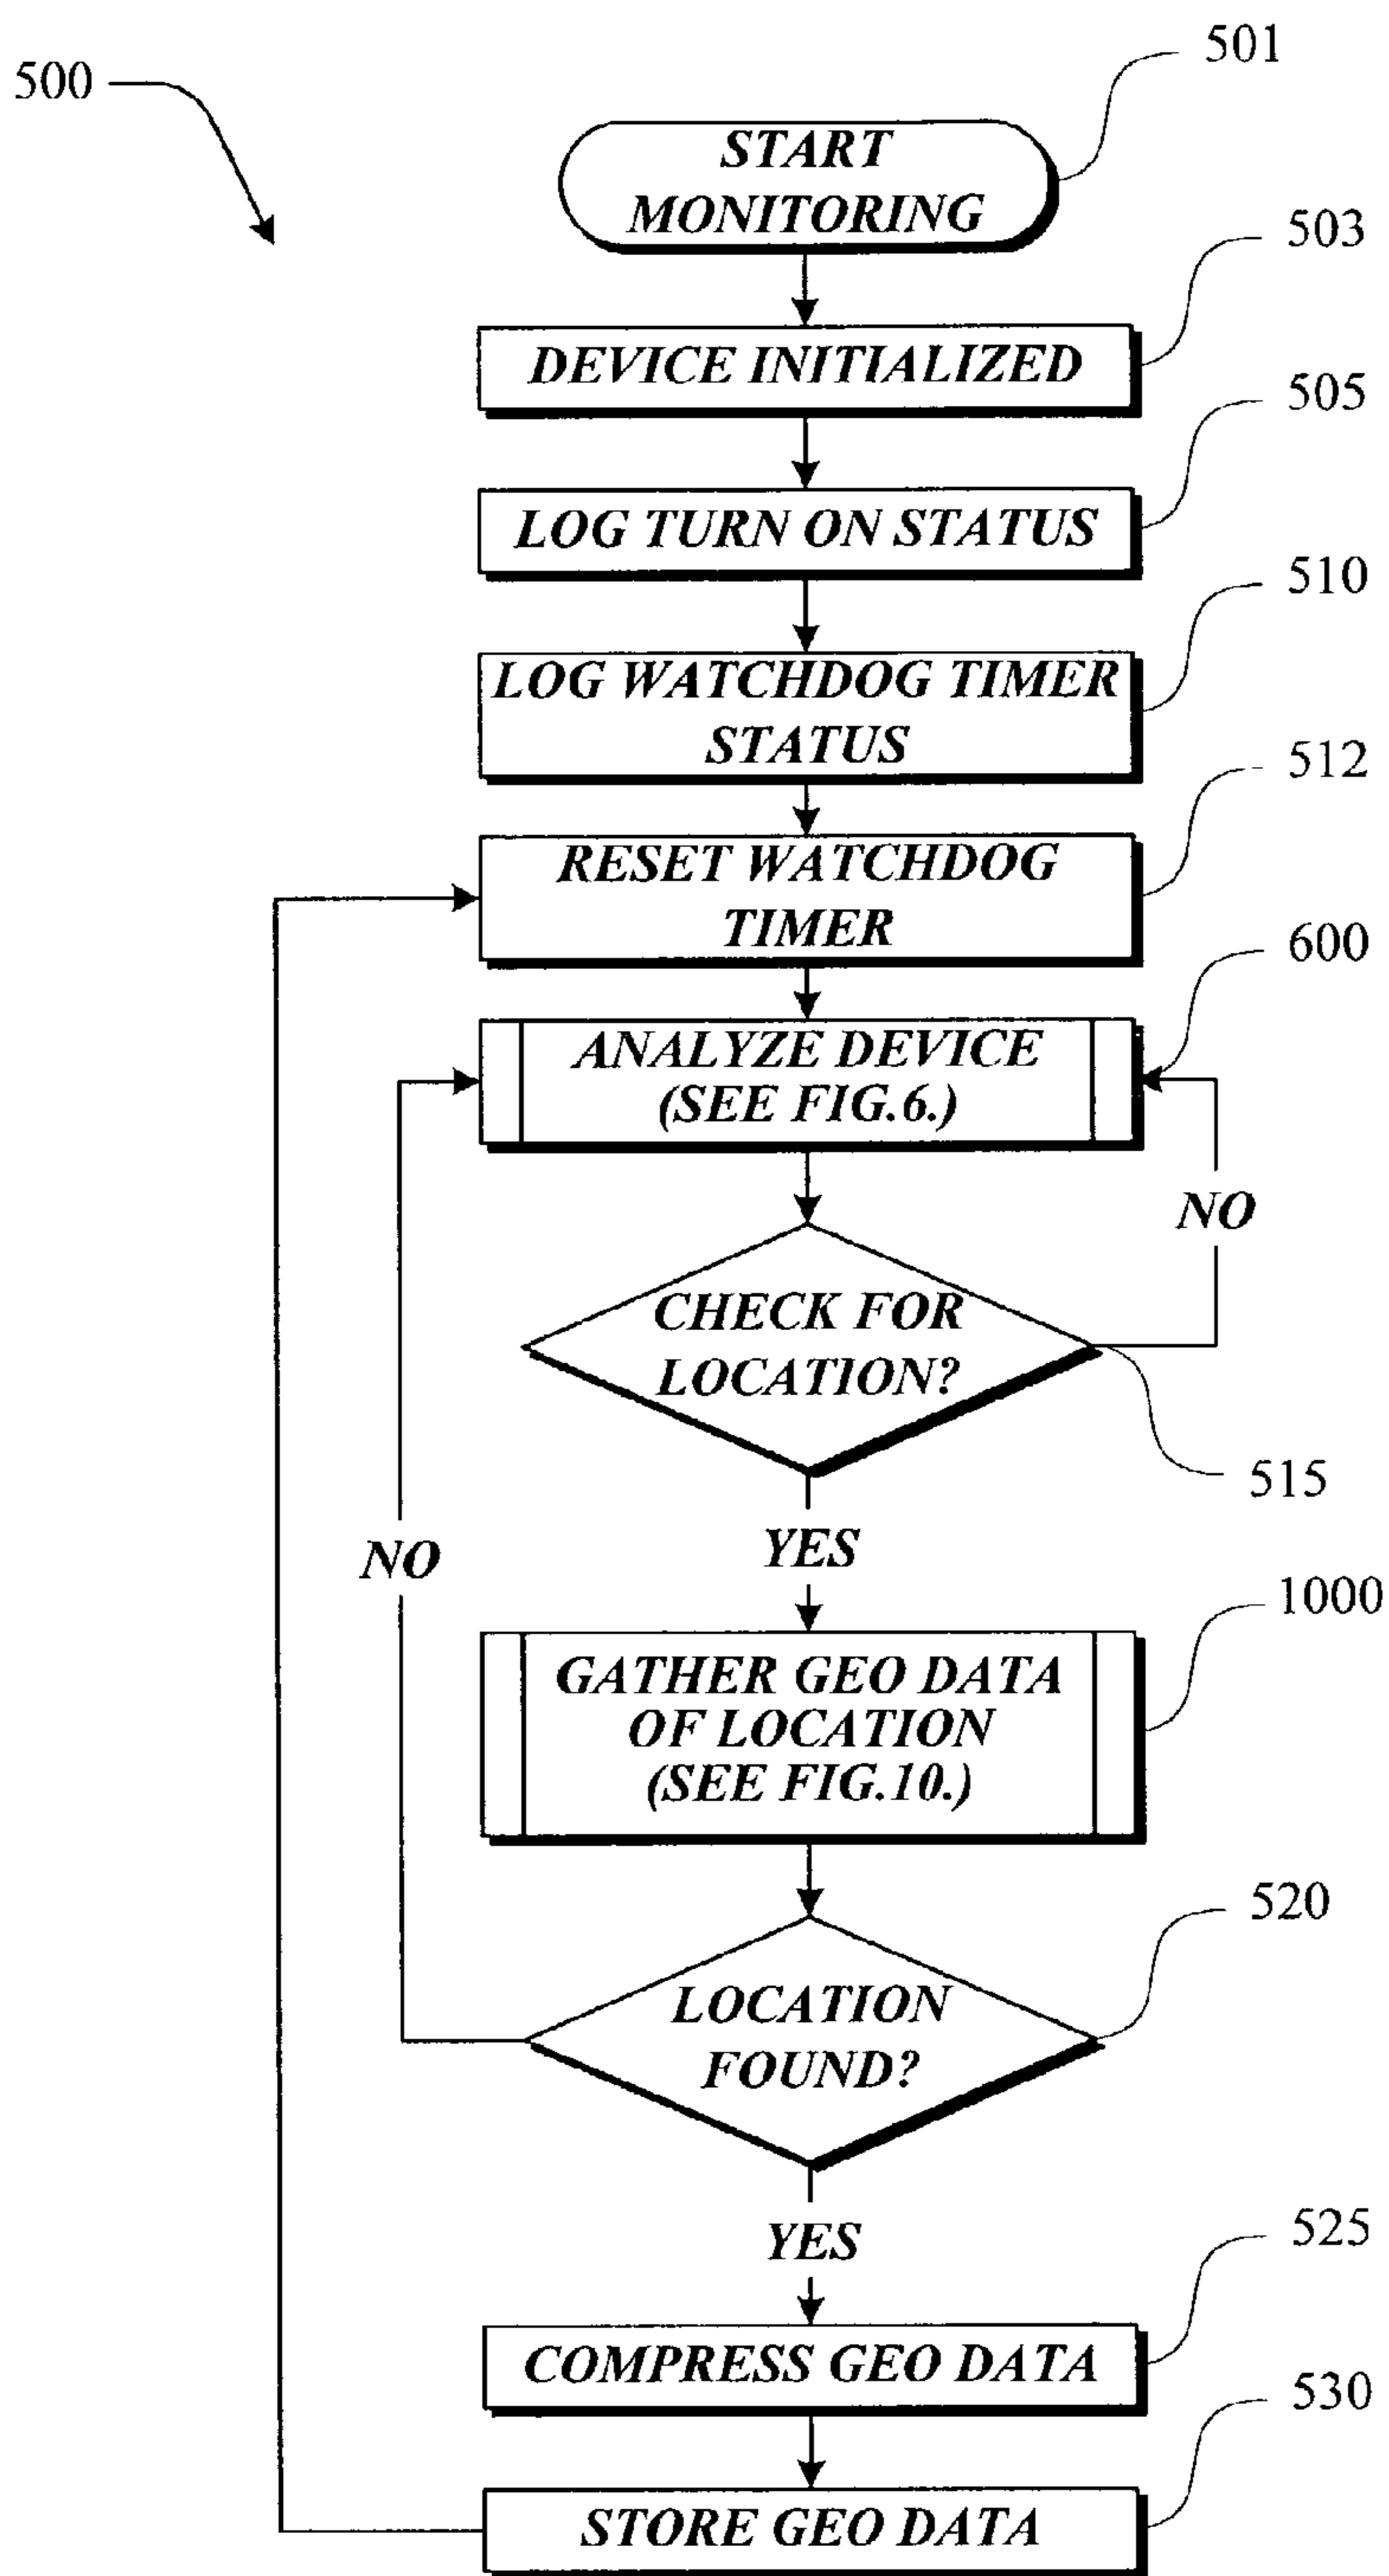 501
500
START
MONITORING
503
DEVICE INITIALIZED
505
LOG TURN ON STATUS
510
LOG WATCHDOG TIMER
STATUS
512
RESET WATCHDOG
TIMER
600
ANALYZE DEVICE
(SEE FIG.6.)
NO
CHECK FOR
LOCATION?
515
YES
NO
1000
GATHER GEO DATA
OF LOCATION
(SEE FIG.10.)
520
LOCATION
FOUND?
YES
525
COMPRESS GEO DATA
530
STORE GEO DATA